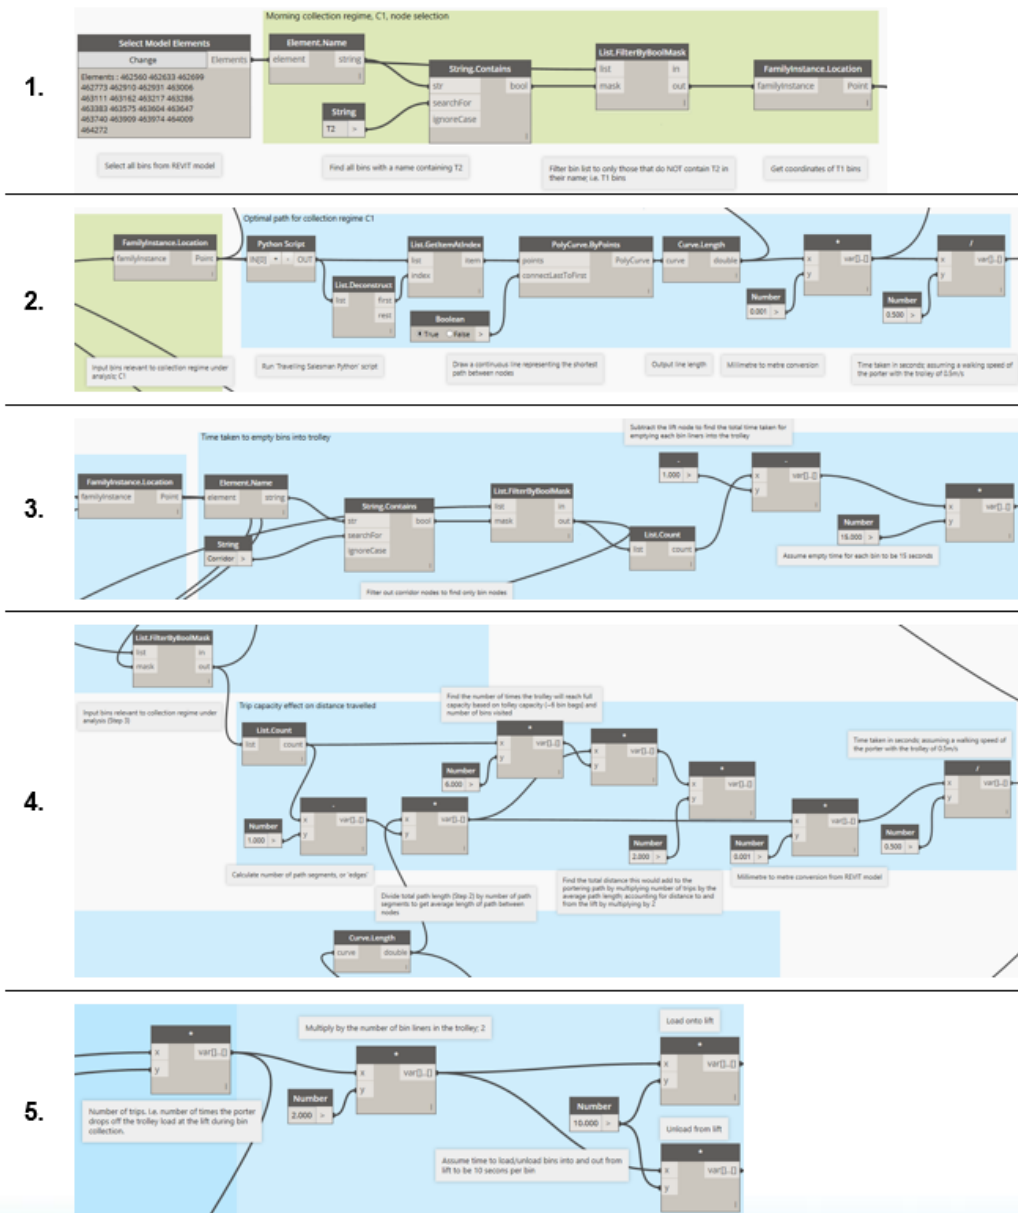 Morning collection regime, C1, node selection
1.
Select Model Elements
Change
Elements
Elements : 462560 462633 462699
462773 462910 462931 463006
463111 463162 463217 463286
463383 463575 463604 463647
463740 463909 463974 464009
464272
Element.Name
element string
String
T2 >
String.Contains
str bool
searchFor
ignoreCase
List.FilterByBoolMask
list in
mask out
FamilyInstance.Location
familyInstance Point
Select all bins from REVIT model
Find all bins with a name containing T2
Filter bin list to only those that do NOT contain T2 in
their name; i.e. T1 bins
Get coordinates of T1 bins
2.
Optimal path for collection regime C1
FamilyInstance.Location
familyInstance Point
Python Script
IN[0] + - OUT
List.Deconstruct
list first
rest
List.GetItemAtIndex
list item
index
Boolean
True False >
PolyCurve.ByPoints
points PolyCurve
connectLastToFirst
Curve.Length
curve double
Number
0.001 >
*
x var[]..[]
y
Number
0.500 >
/
x var[]..[]
y
Input bins relevant to collection regime under
analysis; C1
Run 'Travelling Salesman Python' script
Draw a continuous line representing the shortest
path between nodes
Output line length
Millimetre to metre conversion
Time taken in seconds; assuming a walking speed of
the porter with the trolley of 0.5m/s
3.
Time taken to empty bins into trolley
Subtract the lift node to find the total time taken for
emptying each bin liners into the trolley
FamilyInstance.Location
familyInstance Point
Element.Name
element string
String
Corridor >
String.Contains
str bool
searchFor
ignoreCase
List.FilterByBoolMask
list in
mask out
List.Count
list count
1.000 >
-
x var[]..[]
y
Number
15.000 >
*
x var[]..[]
y
Assume empty time for each bin to be 15 seconds
Filter out corridor nodes to find only bin nodes
4.
List.FilterByBoolMask
list in
mask out
Input bins relevant to collection regime under
analysis (Step 3)
Trip capacity effect on distance travelled
Find the number of times the trolley will reach full
capacity based on tolley capacity (~6 bin bags) and
number of bins visited
List.Count
list count
Number
1.000 >
x var[]..[]
y
x var[]..[]
y
Number
6.000 >
x var[]..[]
y
x var[]..[]
y
Number
2.000 >
x var[]..[]
y
Number
0.001 >
x var[]..[]
y
Number
0.500 >
/
x var[]..[]
y
Time taken in seconds; assuming a walking speed of
the porter with the trolley of 0.5m/s
Calculate number of path segments, or 'edges'
Divide total path length (Step 2) by number of path
segments to get average length of path between
nodes
Find the total distance this would add to the
portering path by multiplying number of trips by the
average path length; accounting for distance to and
from the lift by multiplying by 2
Millimetre to metre conversion from REVIT model
Curve.Length
curve double
5.
x var[]..[]
y
Number of trips. i.e. number of times the porter
drops off the trolley load at the lift during bin
collection.
Multiply by the number of bin liners in the trolley; 2
Number
2.000 >
x var[]..[]
y
Assume time to load/unload bins into and out from
lift to be 10 secons per bin
Number
10.000 >
Load onto lift
x var[]..[]
y
Unload from lift
x var[]..[]
y